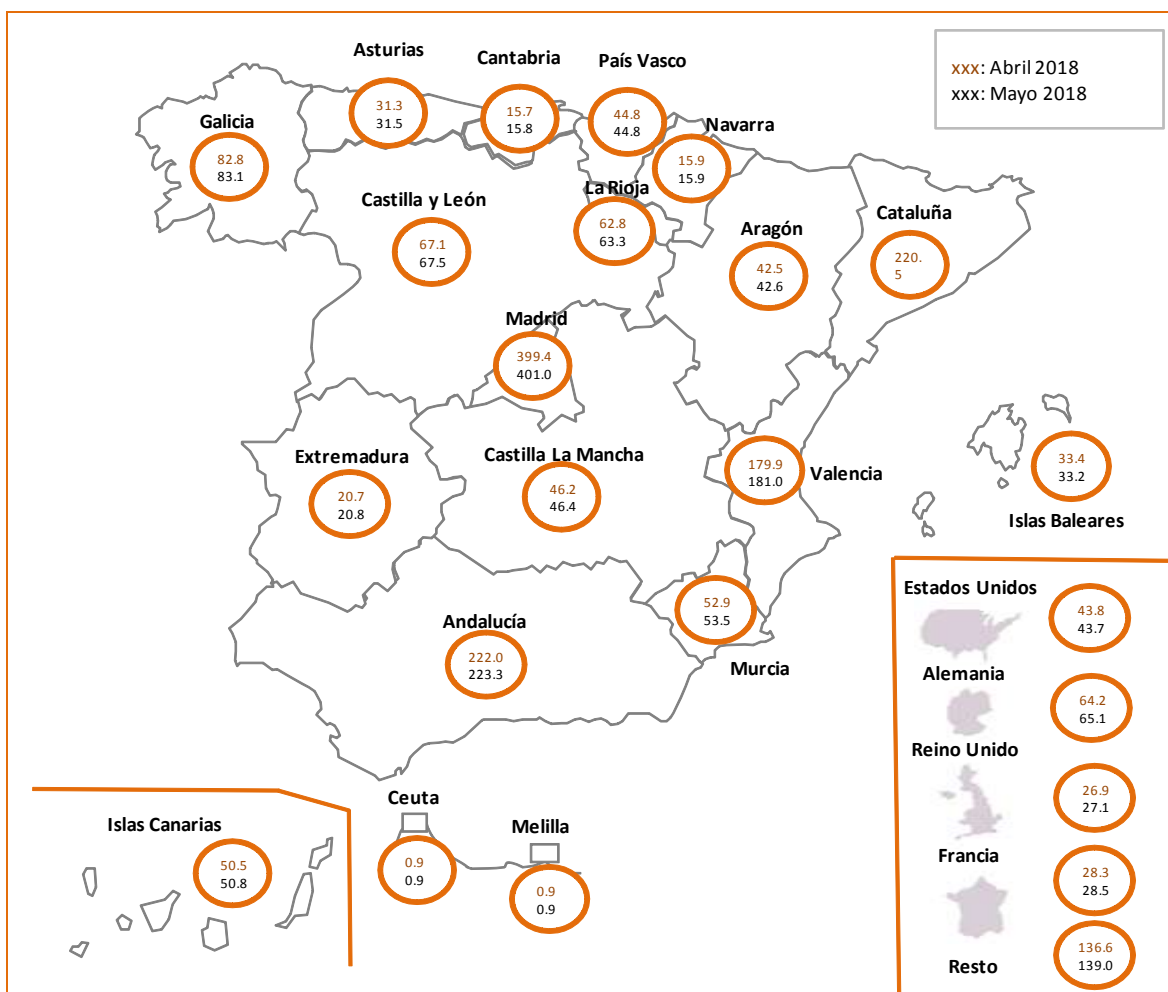 xxx: Abril 2018
xxx: Mayo 2018
Asturias
31.3
31.5
Cantabria
15.7
15.8
País Vasco
44.8
44.8
Navarra
15.9
15.9
Galicia
82.8
83.1
Castilla y León
67.1
67.5
La Rioja
62.8
63.3
Aragón
42.5
42.6
Cataluña
220.
5
Madrid
399.4
401.0
Extremadura
20.7
20.8
Castilla La Mancha
46.2
46.4
179.9
181.0
Valencia
33.4
33.2
Islas Baleares
52.9
53.5
Murcia
Andalucía
222.0
223.3
Estados Unidos
43.8
43.7
Alemania
64.2
65.1
Reino Unido
26.9
27.1
Francia
28.3
28.5
Resto
136.6
139.0
Islas Canarias
50.5
50.8
Ceuta
0.9
0.9
Melilla
0.9
0.9